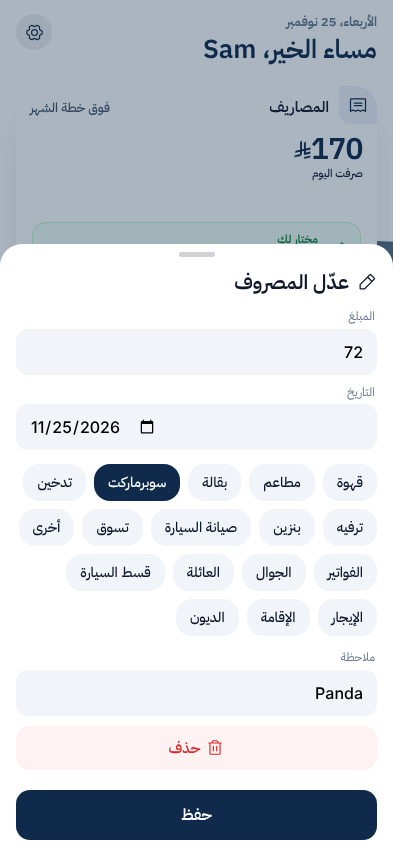 الأربعاء، 25 نوفمبر
مساء الخير، Sam
المصاريف
فوق خطة الشهر
170
صرفت اليوم
مختار لك
عدّل المصروف
المبلغ
72
التاريخ
11/25/2026
قهوة مطاعم بقالة سوبرماركت تدخين
ترفيه بنزين صيانة السيارة تسوق أخرى
الفواتير الجوال العائلة قسط السيارة
الإيجار الإقامة الديون
ملاحظة
Panda
حذف
حفظ